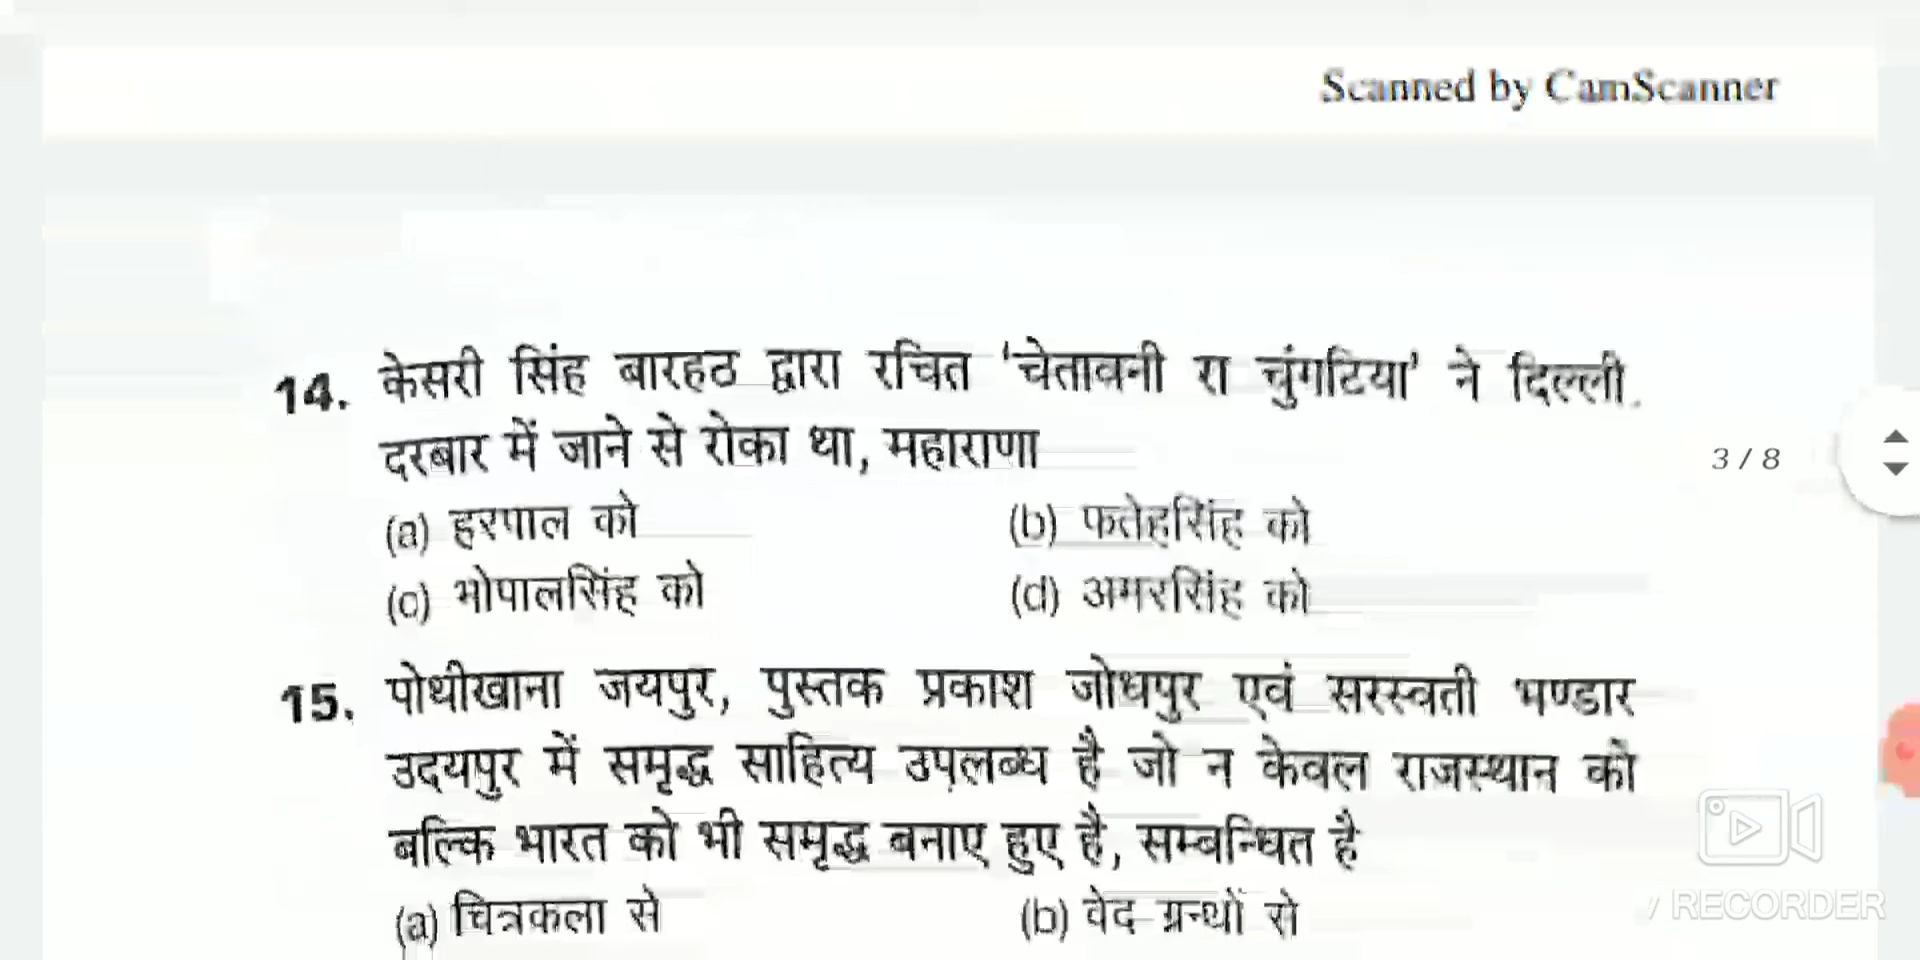 Scanned by CamScanner
14. केसरी सिंह बारहठ द्वारा रचित 'चेतावनी रा चुंगटिया' ने दिल्ली
दरबार में जाने से रोका था, महाराणा
3 / 8
(a) हरपाल को (b) फतेहसिंह को
(c) भोपालसिंह को (d) अमरसिंह को
15. पोथीखाना जयपुर, पुस्तक प्रकाश जोधपुर एवं सरस्वती भण्डार
उदयपुर में समृद्ध साहित्य उपलब्ध है जो न केवल राजस्थान को
बल्कि भारत को भी समृद्ध बनाए हुए है, सम्बन्धित है
(a) चित्रकला से (b) वेद ग्रन्थों से
RECORDER